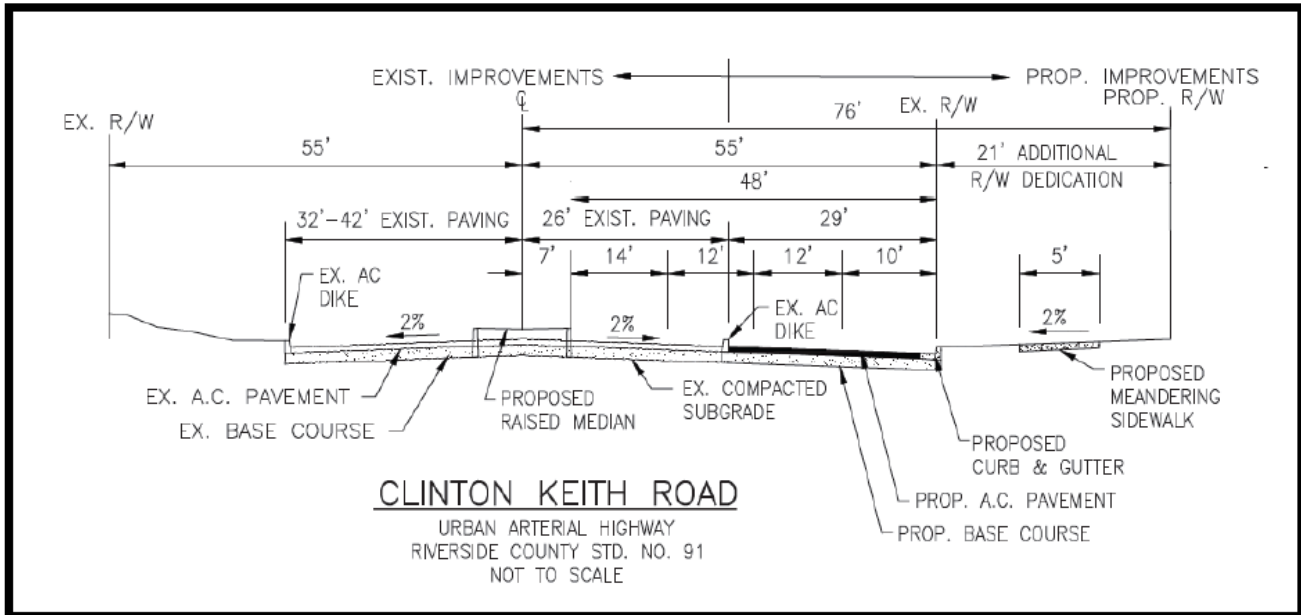 EXIST. IMPROVEMENTS
PROP. IMPROVEMENTS
PROP. R/W
℄
EX. R/W
76'
EX. R/W
55'
55'
21' ADDITIONAL
R/W DEDICATION
48'
32'-42' EXIST. PAVING
26' EXIST. PAVING
29'
7'
14'
12'
12'
10'
5'
EX. AC
DIKE
EX. AC
DIKE
2%
2%
2%
EX. A.C. PAVEMENT
EX. BASE COURSE
PROPOSED
RAISED MEDIAN
EX. COMPACTED
SUBGRADE
PROPOSED
MEANDERING
SIDEWALK
PROPOSED
CURB & GUTTER
PROP. A.C. PAVEMENT
PROP. BASE COURSE
CLINTON KEITH ROAD
URBAN ARTERIAL HIGHWAY
RIVERSIDE COUNTY STD. NO. 91
NOT TO SCALE